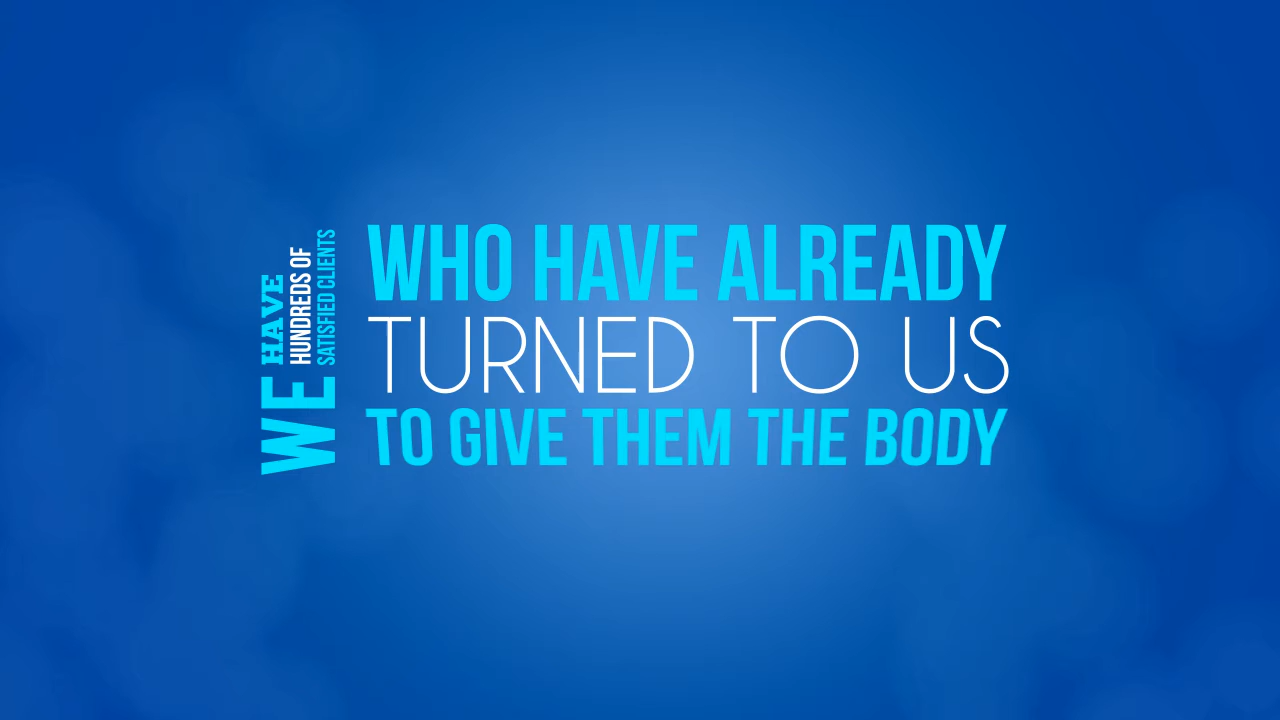 WE
HAVE
HUNDREDS OF
SATISFIED CLIENTS
WHO HAVE ALREADY
TURNED TO US
TO GIVE THEM THE BODY